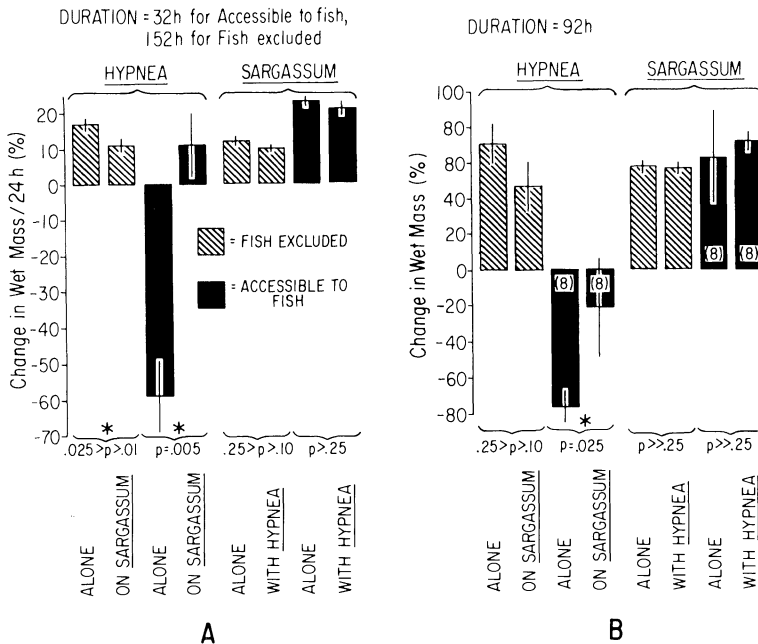 DURATION = 32h for Accessible to fish,
152h for Fish excluded
HYPNEA
SARGASSUM
Change in Wet Mass/24h (%)
20
10
0
-10
-20
-30
-40
-50
-60
-70
= FISH EXCLUDED
= ACCESSIBLE TO
FISH
*
*
.025>p>.01
p=.005
.25>p>.10
p>.25
ALONE
ON SARGASSUM
ALONE
ON SARGASSUM
ALONE
WITH HYPNEA
ALONE
WITH HYPNEA
A
DURATION = 92h
HYPNEA
SARGASSUM
Change in Wet Mass (%)
100
80
80
40
20
0
-20
-40
-60
-80
(8)
(8)
(8)
(8)
*
.25>p>.10
p=.025
p>>.25
p>>.25
ALONE
ON SARGASSUM
ALONE
ON SARGASSUM
ALONE
WITH HYPNEA
ALONE
WITH HYPNEA
B